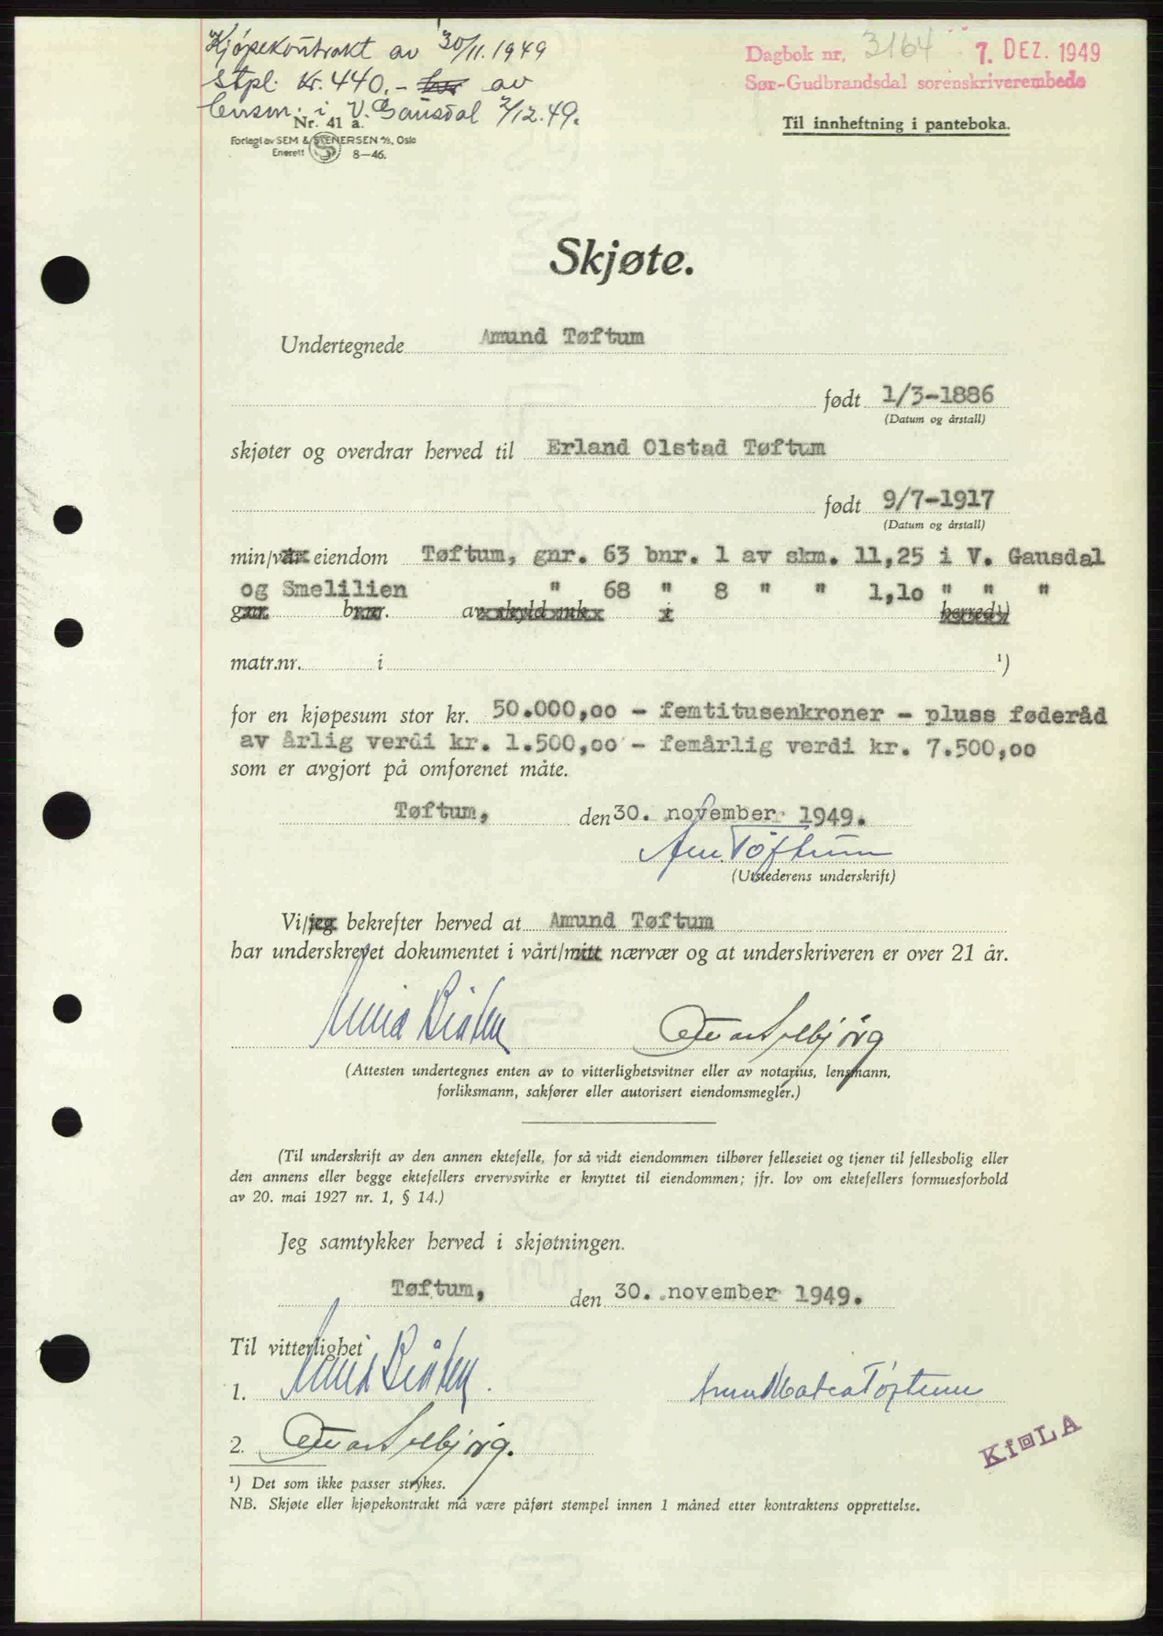 Kjøpekontrakt av 30/11.1949
Stpl. kr. 440.- av
lensm. i V. Gausdal 2/12.49.
Dagbok nr. 3164 7. DEZ. 1949
Sør-Gudbrandsdal sorenskriverembede
Nr. 41 a.
Til innheftning i panteboka.
Forlagt av SEM & STENERSEN A/S, Oslo
Enerett 8—46.
Skjøte.
Undertegnede Amund Tøftum
født 1/3-1886
(Datum og årstall)
skjøter og overdrar herved til Erland Olstad Tøftum
født 9/7-1917
(Datum og årstall)
min/vår eiendom Tøftum, gnr. 63 bnr. 1 av skm. 11,25 i V. Gausdal
og Smelilien " 68 " 8 " " 1,10 " " "
gnr. bnr. av skyld mk. i herred ¹)
matr.nr. i ¹)
for en kjøpesum stor kr. 50.000,00 - femtitusenkroner - pluss føderåd
av årlig verdi kr. 1.500,00 - femårlig verdi kr. 7.500,00
som er avgjort på omforenet måte.
Tøftum, den 30. november 1949.
Am. Tøftum
(Utstederens underskrift)
Vi/jeg bekrefter herved at Amund Tøftum
har underskrevet dokumentet i vårt/mitt nærvær og at underskriveren er over 21 år.
(Attesten undertegnes enten av to vitterlighetsvitner eller av notarius, lensmann,
forliksmann, sakfører eller autorisert eiendomsmegler.)
(Til underskrift av den annen ektefelle, for så vidt eiendommen tilhører felleseiet og tjener til fellesbolig eller
den annens eller begge ektefellers ervervsvirke er knyttet til eiendommen; jfr. lov om ektefellers formuesforhold
av 20. mai 1927 nr. 1, § 14.)
Jeg samtykker herved i skjøtningen.
Tøftum, den 30. november 1949.
Til vitterlighet
1. Tøftum
2.
KfØLA
¹) Det som ikke passer strykes.
NB. Skjøte eller kjøpekontrakt må være påført stempel innen 1 måned etter kontraktens opprettelse.